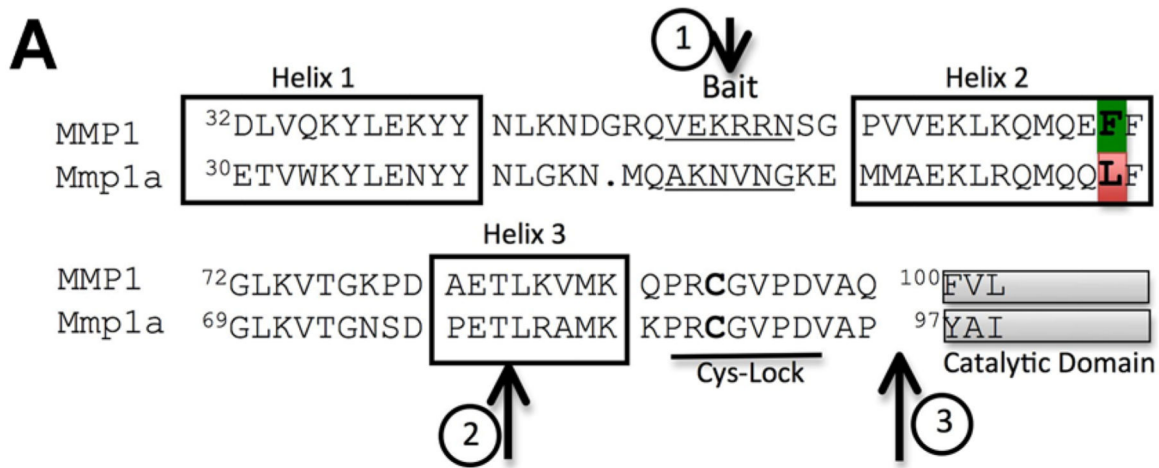 A
1
Helix 1 Bait Helix 2
MMP1 32DLVQKYLEKYY NLKNDGRQVEKRRNSG PVVEKLKQMQEFF
Mmp1a 30ETVWKYLENYY NLGKN.MQAKNVNGKE MMAEKLRQMQQLF
Helix 3
MMP1 72GLKVTGKPD AETLKVMK QPRCGVPDVAQ 100FVL
Mmp1a 69GLKVTGNSD PETLRAMK KPRCGVPDVAP 97YAI
Cys-Lock Catalytic Domain
2 3